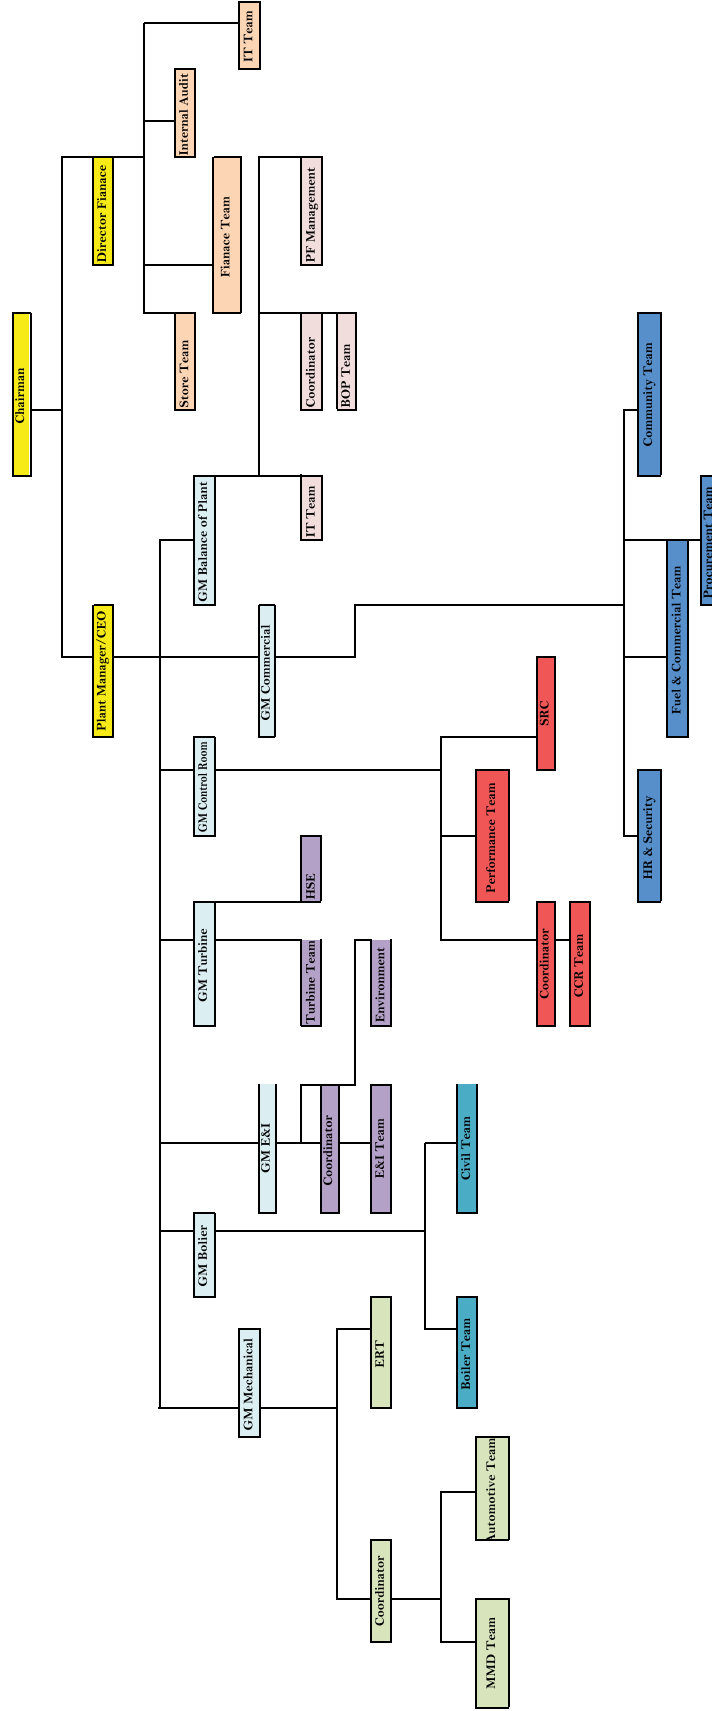 Chairman
Plant Manager/CEO
Director Fianace
Store Team
Internal Audit
Fianace Team
IT Team
GM Bolier
GM Turbine
GM Control Room
GM Balance of Plant
GM Mechanical
GM E&I
GM Commercial
Turbine Team
HSE
IT Team
Coordinator
PF Management
Coordinator
BOP Team
Coordinator
ERT
E&I Team
Environment
Boiler Team
Civil Team
MMD Team
Automotive Team
Performance Team
Coordinator
SRC
CCR Team
HR & Security
Community Team
Fuel & Commercial Team
Procurement Team